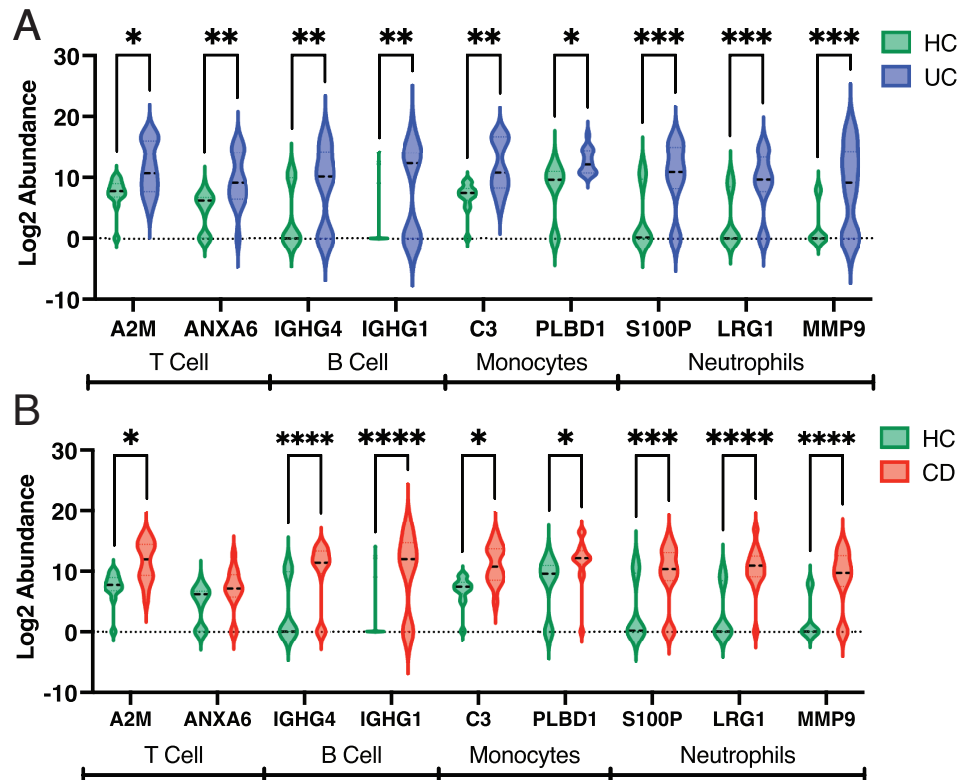 A
* ** ** ** ** * *** *** ***
HC
UC
Log2 Abundance
30
20
10
0
-10
A2M ANXA6 IGHG4 IGHG1 C3 PLBD1 S100P LRG1 MMP9
T Cell B Cell Monocytes Neutrophils
B
* **** **** * * *** **** ****
HC
CD
Log2 Abundance
30
20
10
0
-10
A2M ANXA6 IGHG4 IGHG1 C3 PLBD1 S100P LRG1 MMP9
T Cell B Cell Monocytes Neutrophils